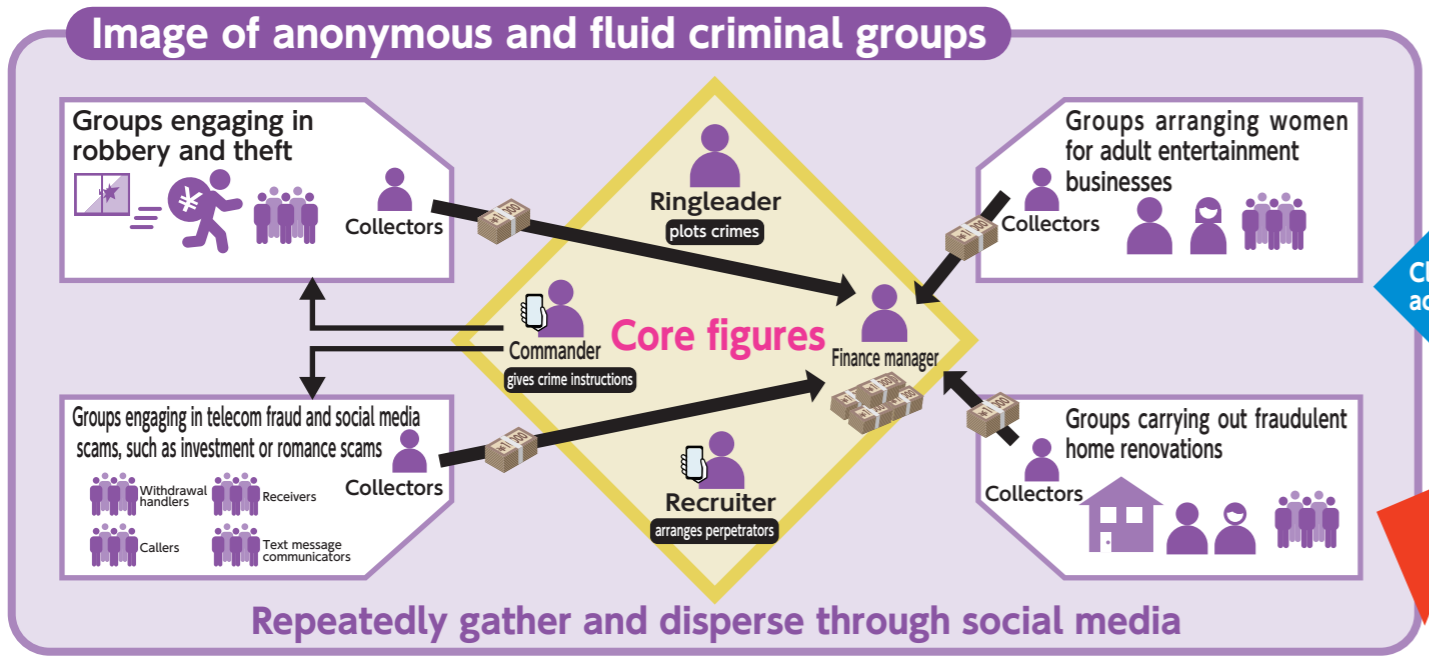 Image of anonymous and fluid criminal groups
Groups engaging in
robbery and theft
¥
Collectors
Ringleader
plots crimes
Groups arranging women
for adult entertainment
businesses
Collectors
Commander
gives crime instructions
Core figures
Finance manager
Groups engaging in telecom fraud and social media
scams, such as investment or romance scams
Withdrawal
handlers
Receivers
Callers
Text message
communicators
Collectors
Recruiter
arranges perpetrators
Groups carrying out fraudulent
home renovations
Collectors
Repeatedly gather and disperse through social media